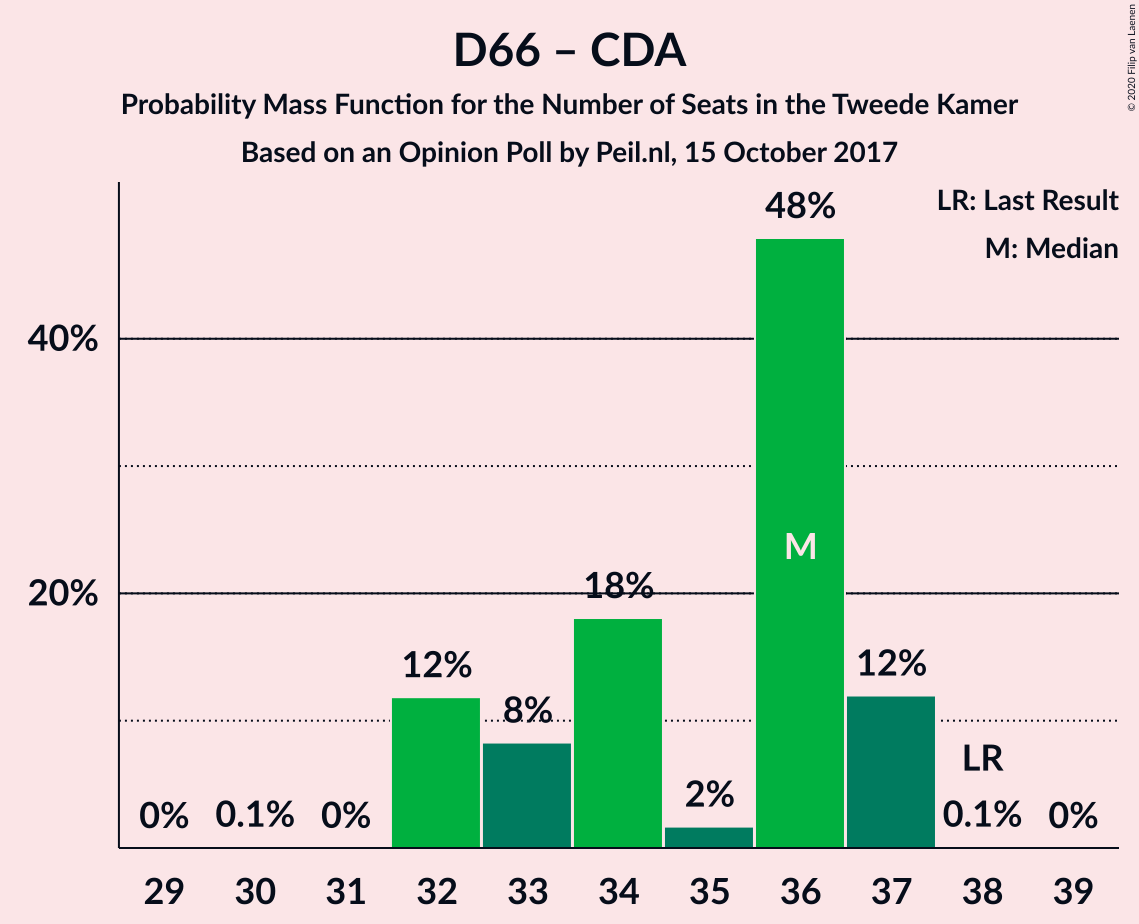 D66 – CDA
Probability Mass Function for the Number of Seats in the Tweede Kamer
Based on an Opinion Poll by Peil.nl, 15 October 2017
© 2020 Filip van Laenen
LR: Last Result
M: Median
48%
40%
M
18%
20%
12%
12%
8%
LR
2%
0% 0.1% 0% 0.1% 0%
29 30 31 32 33 34 35 36 37 38 39